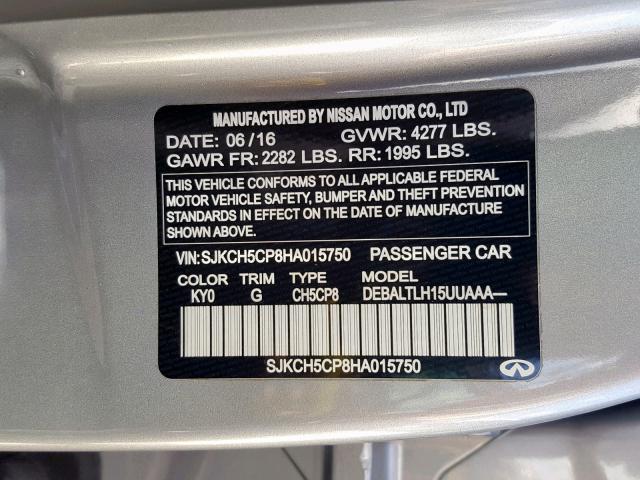 MANUFACTURED BY NISSAN MOTOR CO., LTD
DATE: 06/16 GVWR: 4277 LBS.
GAWR FR: 2282 LBS. RR: 1995 LBS.
THIS VEHICLE CONFORMS TO ALL APPLICABLE FEDERAL
MOTOR VEHICLE SAFETY, BUMPER AND THEFT PREVENTION
STANDARDS IN EFFECT ON THE DATE OF MANUFACTURE
SHOWN ABOVE.
VIN:SJKCH5CP8HA015750 PASSENGER CAR
COLOR TRIM TYPE MODEL
KY0 G CH5CP8 DEBALTLH15UUAAA—
SJKCH5CP8HA015750